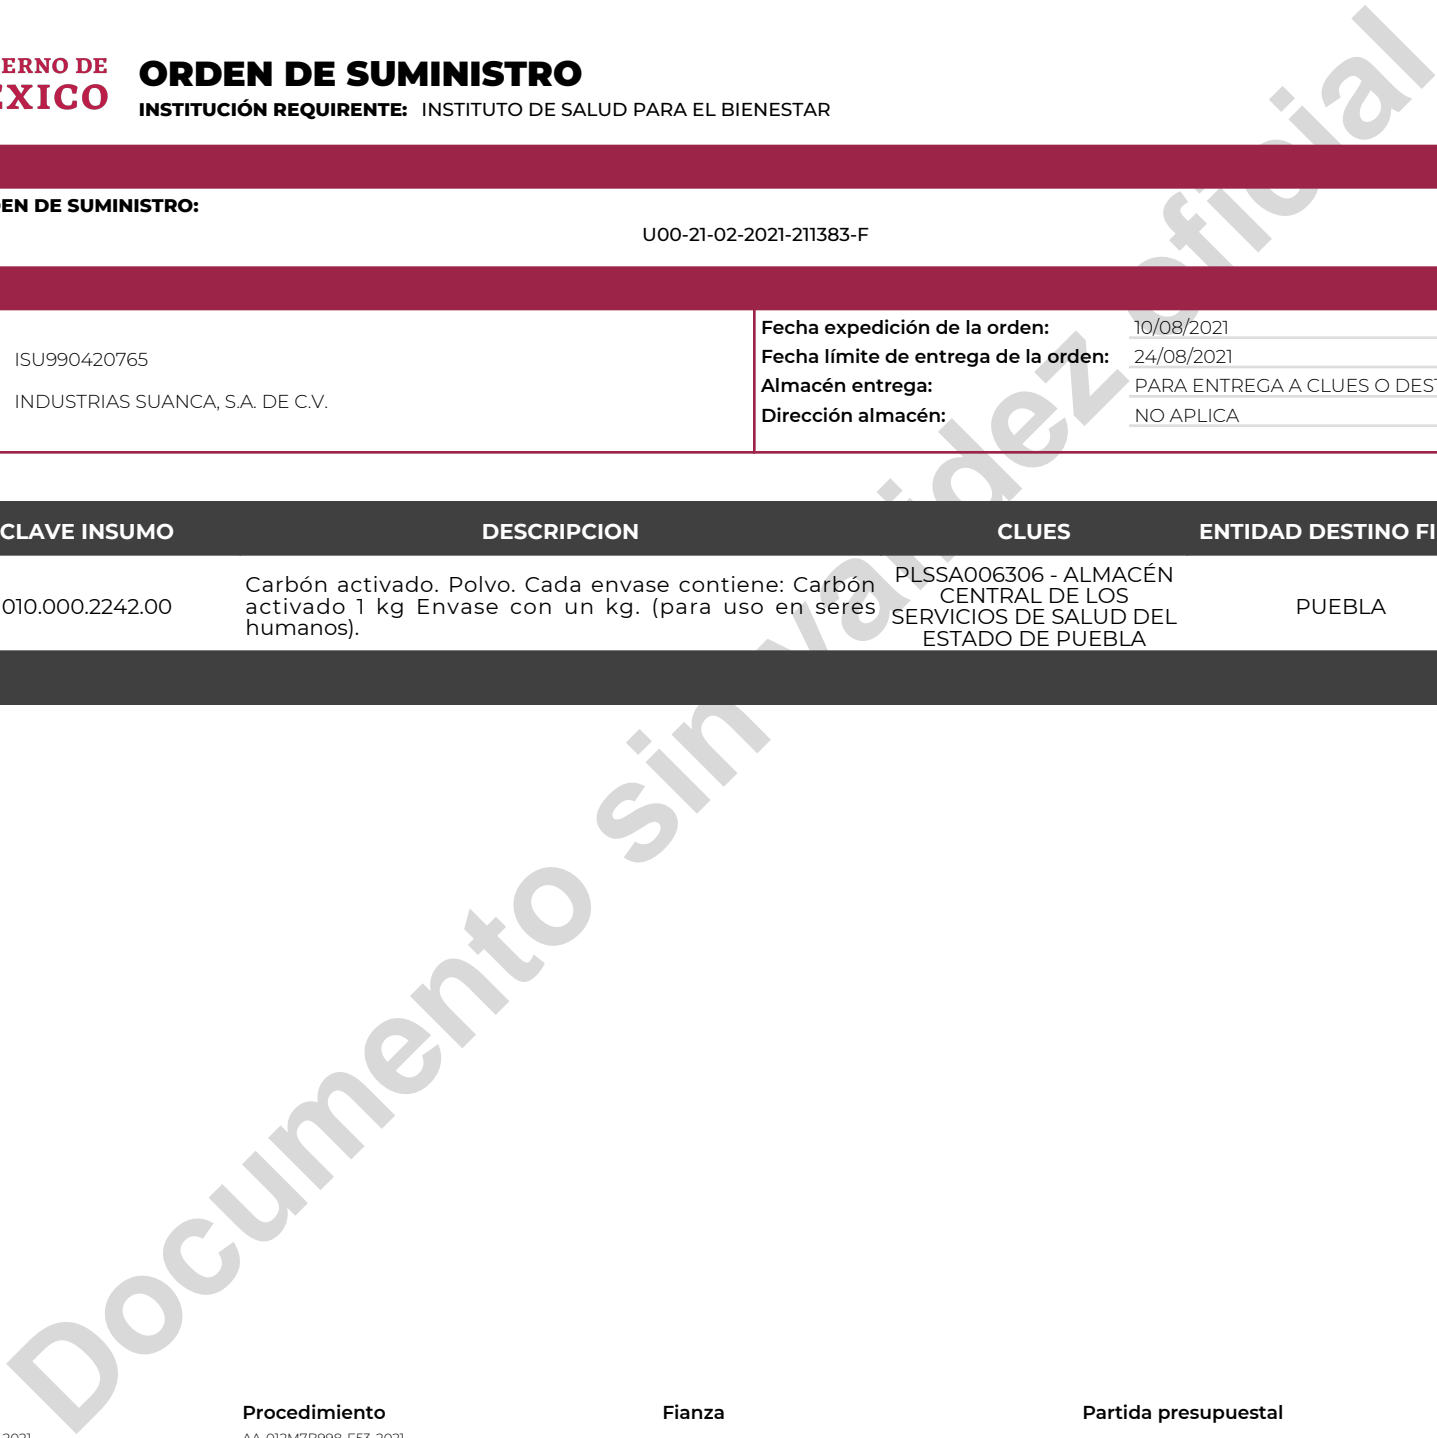 ERNO DE
EXICO
ORDEN DE SUMINISTRO
INSTITUCIÓN REQUIRENTE: INSTITUTO DE SALUD PARA EL BIENESTAR
EN DE SUMINISTRO:
U00-21-02-2021-211383-F
ISU990420765
INDUSTRIAS SUANCA, S.A. DE C.V.
Fecha expedición de la orden: 10/08/2021
Fecha límite de entrega de la orden: 24/08/2021
Almacén entrega: PARA ENTREGA A CLUES O DEST
Dirección almacén: NO APLICA
CLAVE INSUMO DESCRIPCION CLUES ENTIDAD DESTINO FI
010.000.2242.00
Carbón activado. Polvo. Cada envase contiene: Carbón
activado 1 kg Envase con un kg. (para uso en seres
humanos).
PLSSA006306 - ALMACÉN
CENTRAL DE LOS
SERVICIOS DE SALUD DEL
ESTADO DE PUEBLA
PUEBLA
Documento sin validez oficial
Procedimiento Fianza Partida presupuestal